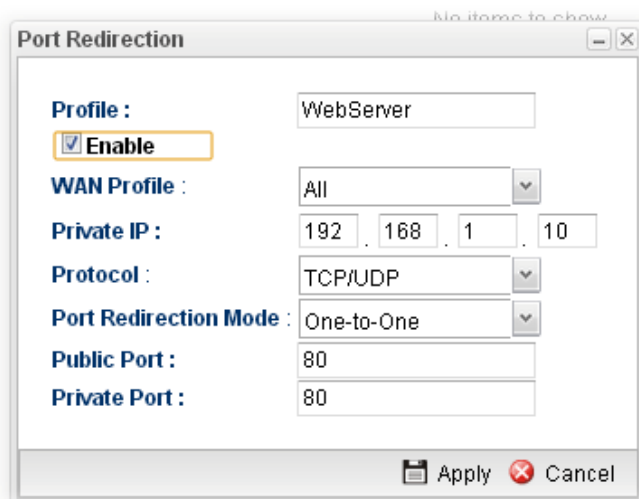 No items to show
Port Redirection
Profile : WebServer
Enable
WAN Profile : All
Private IP : 192 . 168 . 1 . 10
Protocol : TCP/UDP
Port Redirection Mode : One-to-One
Public Port : 80
Private Port : 80
Apply Cancel